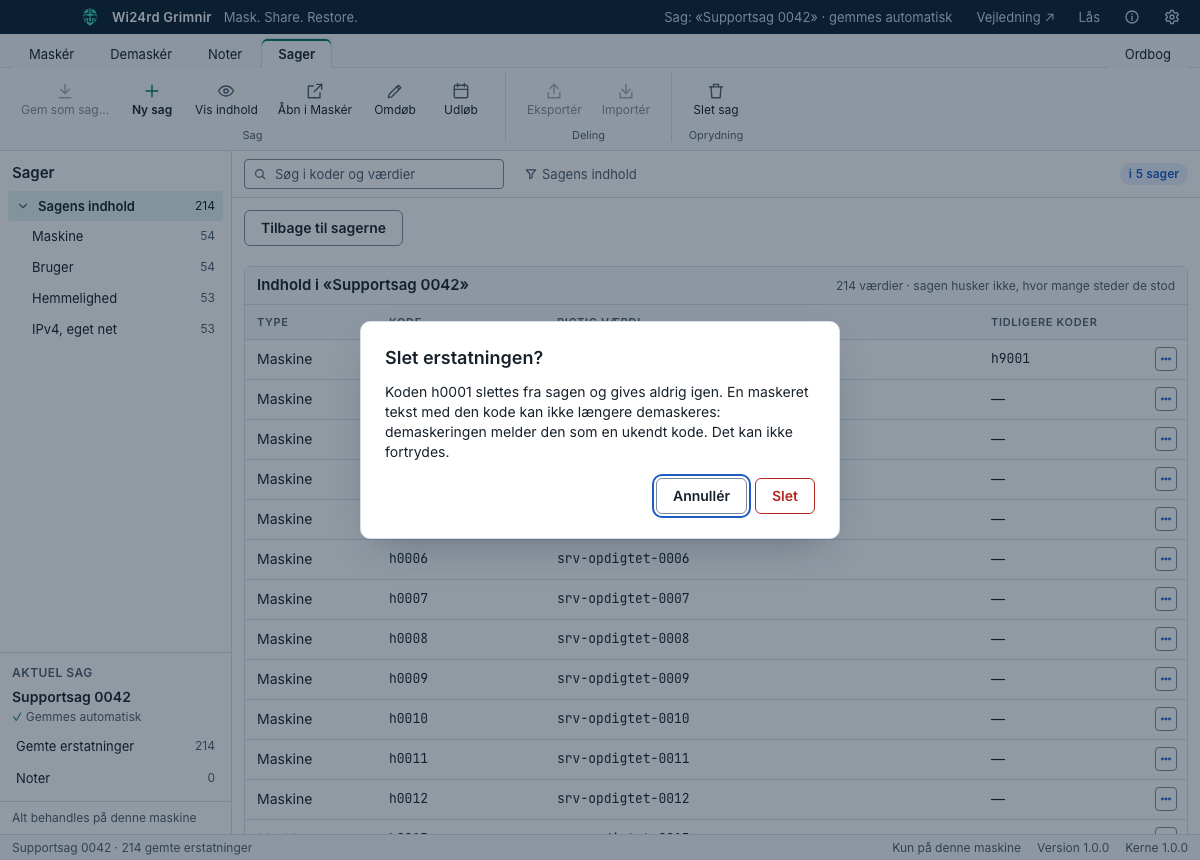 Wi24rd Grimnir Mask. Share. Restore. Sag: «Supportsag 0042» · gemmes automatisk Vejledning ↗ Lås
Maskér Demaskér Noter Sager Ordbog
Gem som sag... Ny sag Vis indhold Åbn i Maskér Omdøb Udløb Eksportér Importér Slet sag
Sag Deling Oprydning
Sager
Søg i koder og værdier Sagens indhold i 5 sager
Sagens indhold 214
Maskine 54
Bruger 54
Hemmelighed 53
IPv4, eget net 53
Tilbage til sagerne
Indhold i «Supportsag 0042» 214 værdier · sagen husker ikke, hvor mange steder de stod
TYPE KODE RIGTIG VÆRDI TIDLIGERE KODER
Maskine h9001
Maskine —
Maskine —
Maskine —
Maskine —
Slet erstatningen?
Koden h0001 slettes fra sagen og gives aldrig igen. En maskeret
tekst med den kode kan ikke længere demaskeres:
demaskeringen melder den som en ukendt kode. Det kan ikke
fortrydes.
Annullér Slet
Maskine h0006 srv-opdigtet-0006 —
Maskine h0007 srv-opdigtet-0007 —
Maskine h0008 srv-opdigtet-0008 —
Maskine h0009 srv-opdigtet-0009 —
Maskine h0010 srv-opdigtet-0010 —
Maskine h0011 srv-opdigtet-0011 —
Maskine h0012 srv-opdigtet-0012 —
AKTUEL SAG
Supportsag 0042
✓ Gemmes automatisk
Gemte erstatninger 214
Noter 0
Alt behandles på denne maskine
Supportsag 0042 · 214 gemte erstatninger Kun på denne maskine Version 1.0.0 Kerne 1.0.0